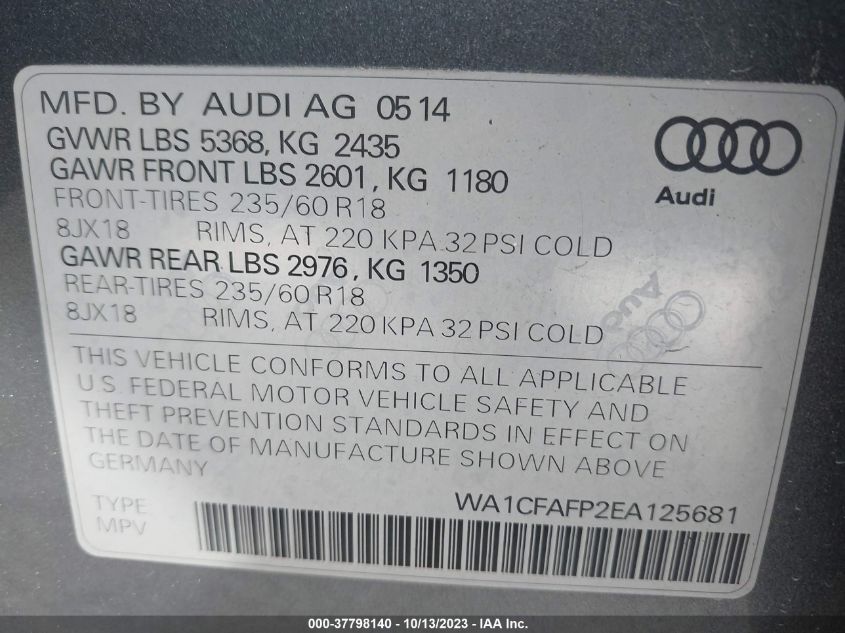 MFD. BY AUDI AG 0514
GVWR LBS 5368, KG 2435
GAWR FRONT LBS 2601, KG 1180
FRONT-TIRES 235/60 R18
8JX18 RIMS, AT 220 KPA 32 PSI COLD
GAWR REAR LBS 2976, KG 1350
REAR-TIRES 235/60 R18
8JX18 RIMS, AT 220 KPA 32 PSI COLD
Audi
Audi
THIS VEHICLE CONFORMS TO ALL APPLICABLE
U.S. FEDERAL MOTOR VEHICLE SAFETY AND
THEFT PREVENTION STANDARDS IN EFFECT ON
THE DATE OF MANUFACTURE SHOWN ABOVE
GERMANY
WA1CFAFP2EA125681
TYPE
MPV
000-37798140 - 10/13/2023 - IAA Inc.